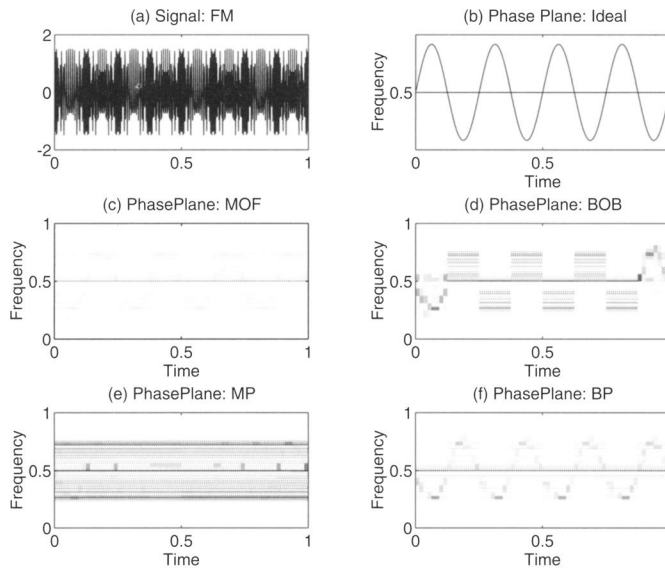 (a) Signal: FM
2
0
-2
0
0.5
1
Time
(b) Phase Plane: Ideal
Frequency
0.5
0
0.5
Time
(c) PhasePlane: MOF
Frequency
1
0.5
0
0
0.5
1
Time
(d) PhasePlane: BOB
Frequency
1
0.5
0
0
0.5
Time
(e) PhasePlane: MP
Frequency
1
0.5
0
0
0.5
1
Time
(f) PhasePlane: BP
Frequency
1
0.5
0
0
0.5
Time